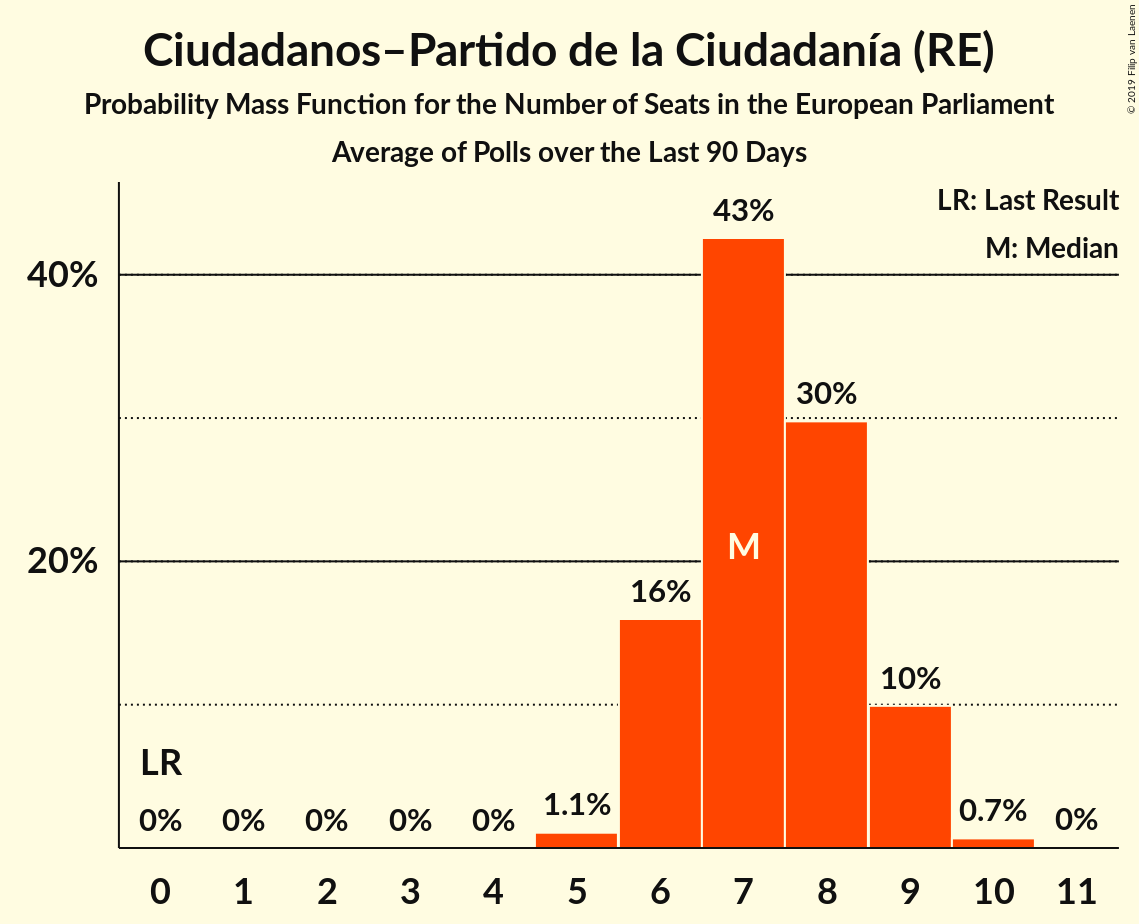 Ciudadanos–Partido de la Ciudadanía (RE)
Probability Mass Function for the Number of Seats in the European Parliament
Average of Polls over the Last 90 Days
© 2019 Filip van Laenen
LR: Last Result
M: Median
43%
40%
30%
M
20%
16%
10%
LR
0% 0% 0% 0% 0% 1.1% 0.7% 0%
0 1 2 3 4 5 6 7 8 9 10 11